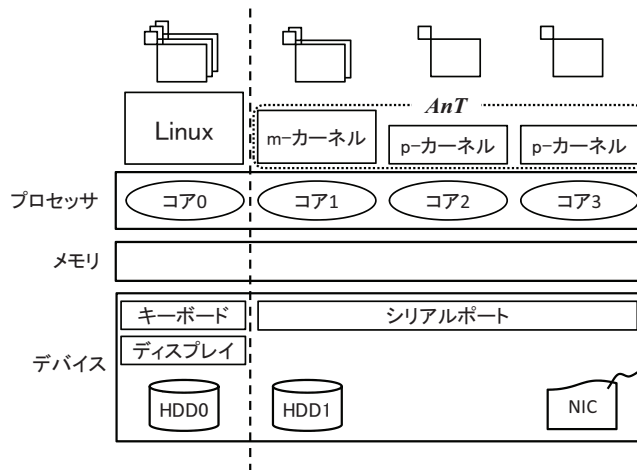 AnT
Linux
m-カーネル
p-カーネル
p-カーネル
プロセッサ
コア0
コア1
コア2
コア3
メモリ
デバイス
キーボード
シリアルポート
ディスプレイ
HDD0
HDD1
NIC